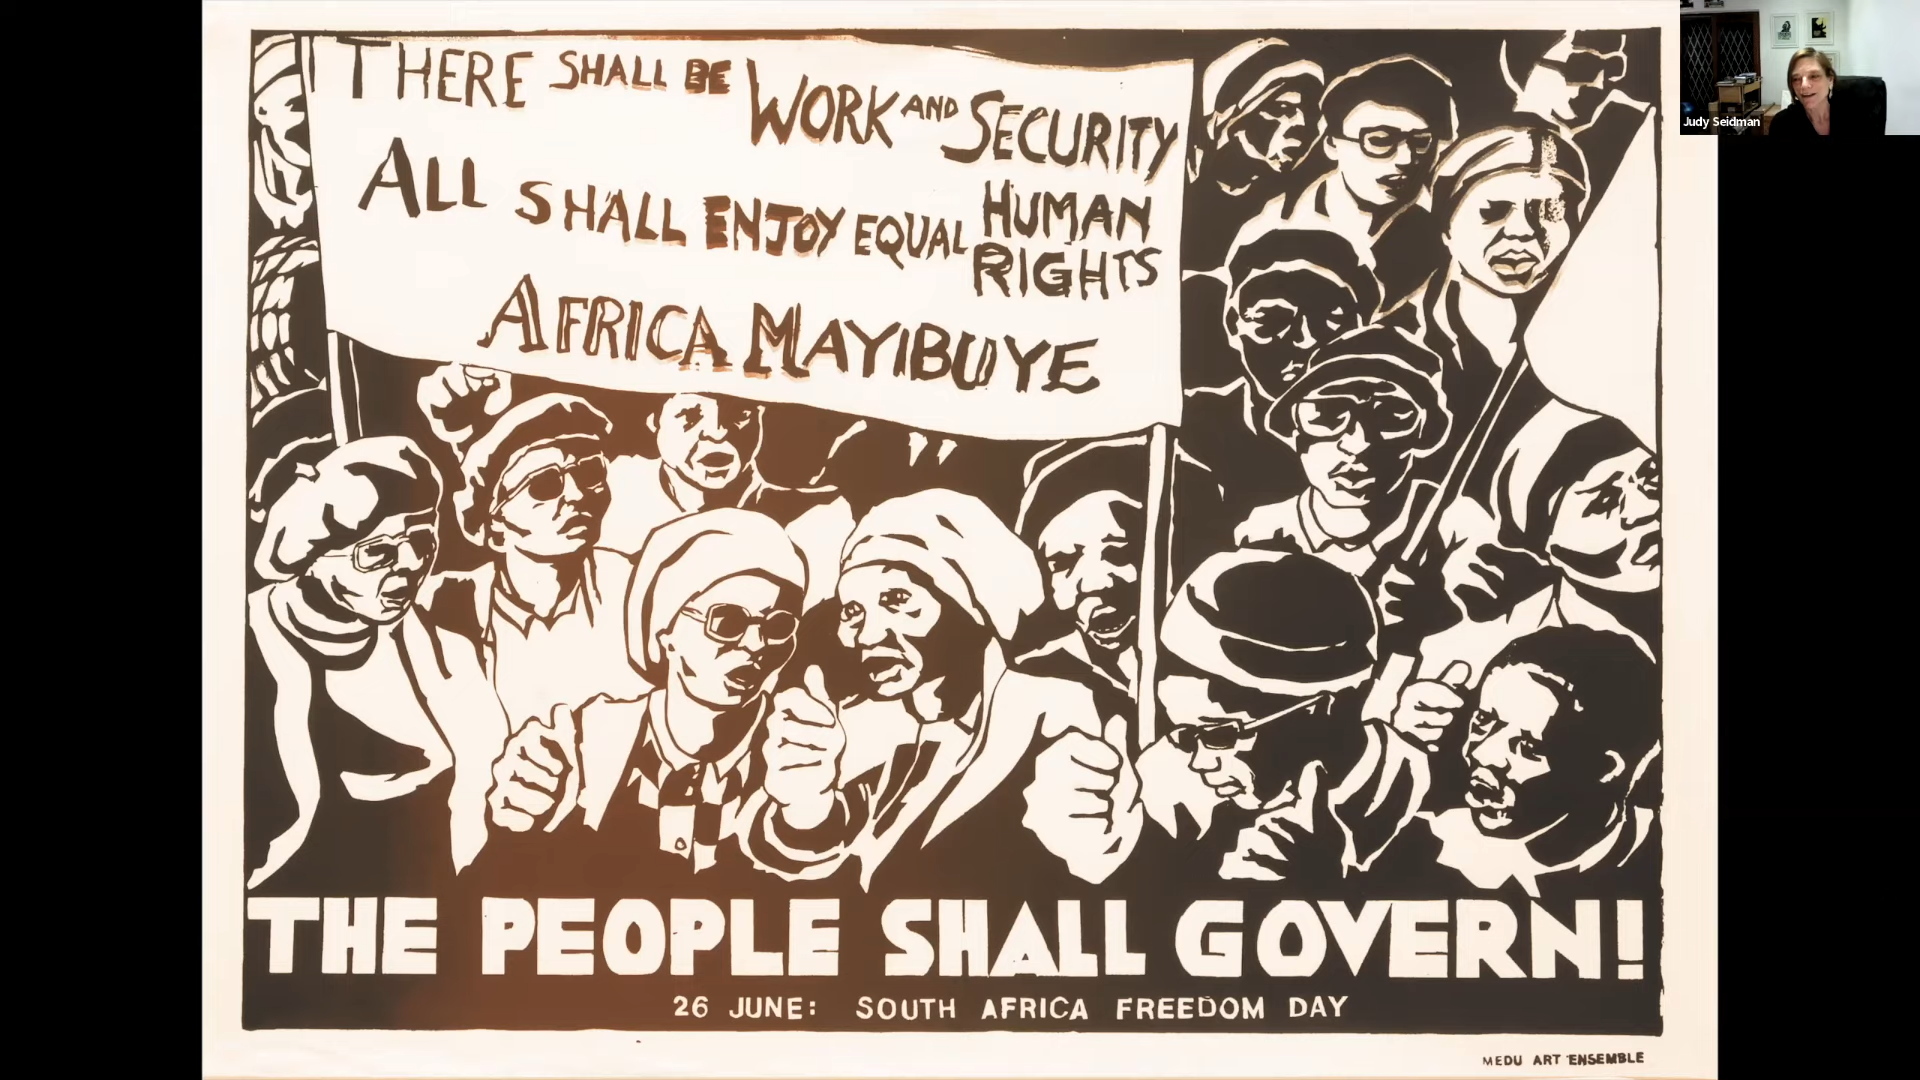 THERE SHALL BE WORK AND SECURITY
ALL SHALL ENJOY EQUAL HUMAN RIGHTS
AFRICA MAYIBUYE
THE PEOPLE SHALL GOVERN!
26 JUNE: SOUTH AFRICA FREEDOM DAY
MEDU ART ENSEMBLE
Judy Seidman